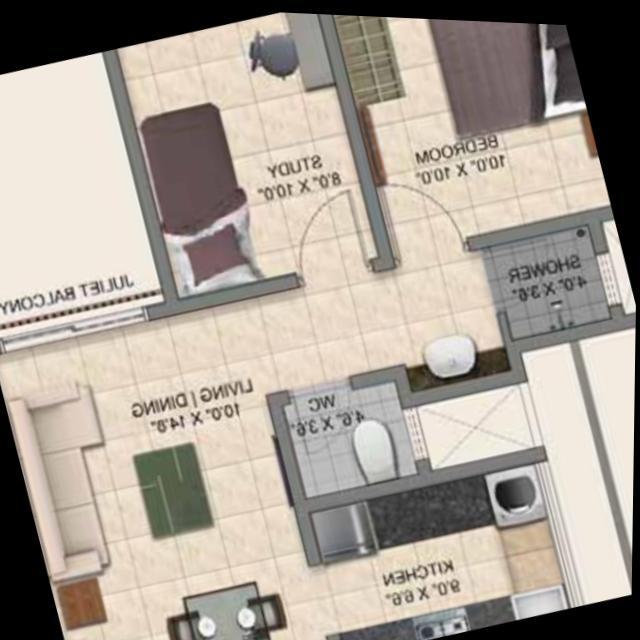 STUDY
8'.0" X 10'0"
BEDROOM
10'0" X 10'0"
JULIET BALCONY
SHOWER
4'.0" X 3'6"
LIVING / DINING
10'.0" X 14'.8"
WC
4'6" X 3'6"
KITCHEN
9'.0" X 6'6"